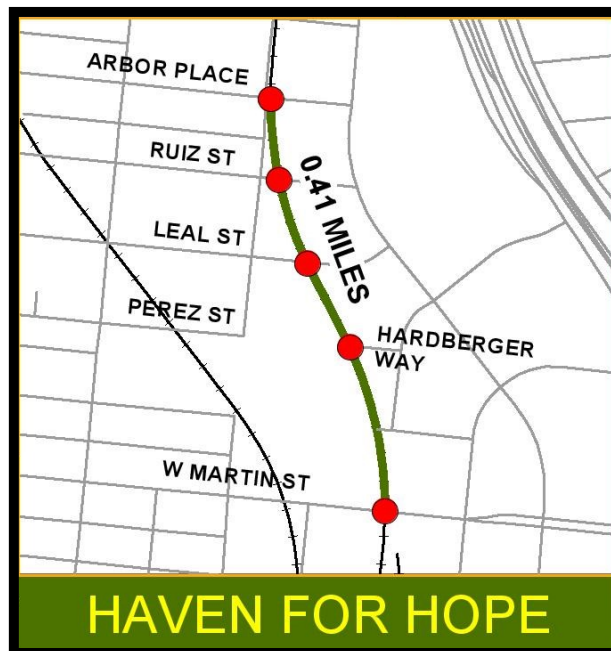 ARBOR PLACE
RUIZ ST
0.41 MILES
LEAL ST
PEREZ ST
HARDBERGER
WAY
W MARTIN ST
HAVEN FOR HOPE